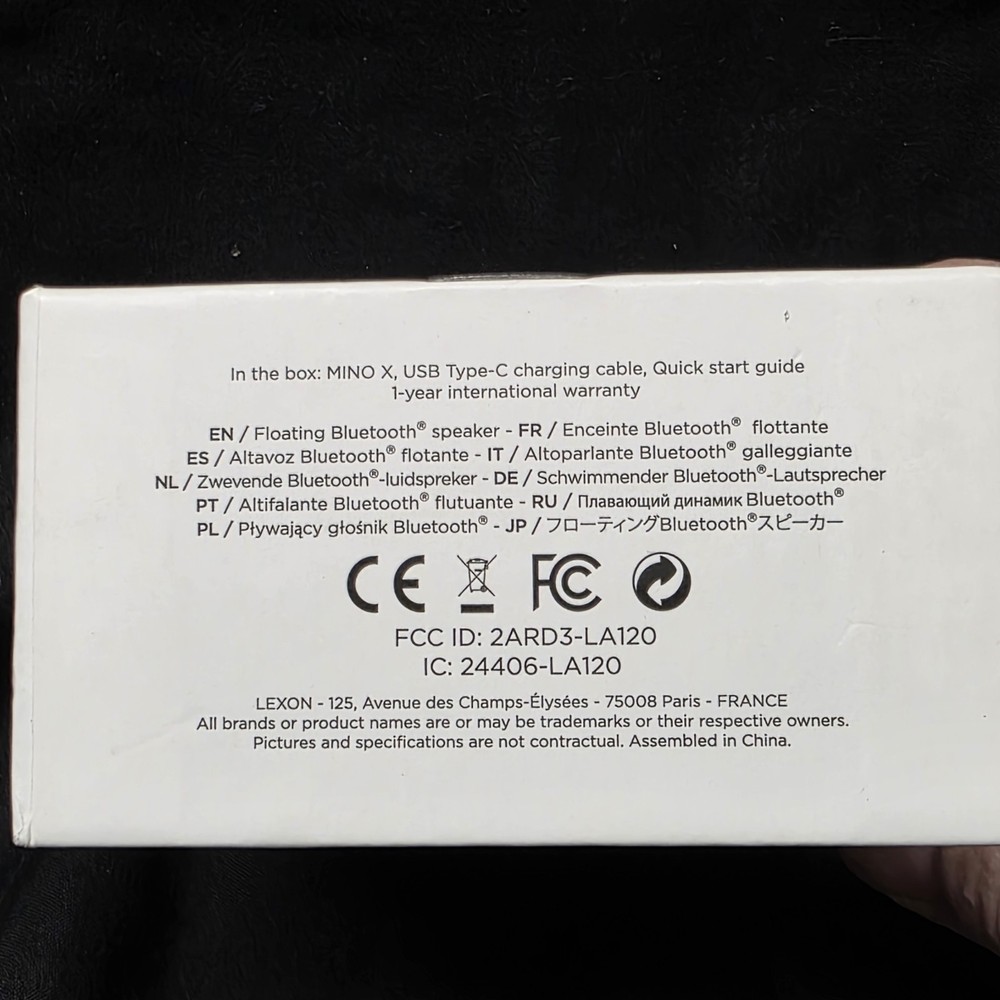 In the box: MINO X, USB Type-C charging cable, Quick start guide
1-year international warranty
EN / Floating Bluetooth® speaker - FR / Enceinte Bluetooth® flottante
ES / Altavoz Bluetooth® flotante - IT / Altoparlante Bluetooth® galleggiante
NL / Zwevende Bluetooth®-luidspreker - DE / Schwimmender Bluetooth®-Lautsprecher
PT / Altifalante Bluetooth® flutuante - RU / Плавающий динамик Bluetooth®
PL / Pływający głośnik Bluetooth® - JP / フローティングBluetooth®スピーカー
CE FC
FCC ID: 2ARD3-LA120
IC: 24406-LA120
LEXON - 125, Avenue des Champs-Élysées - 75008 Paris - FRANCE
All brands or product names are or may be trademarks or their respective owners.
Pictures and specifications are not contractual. Assembled in China.